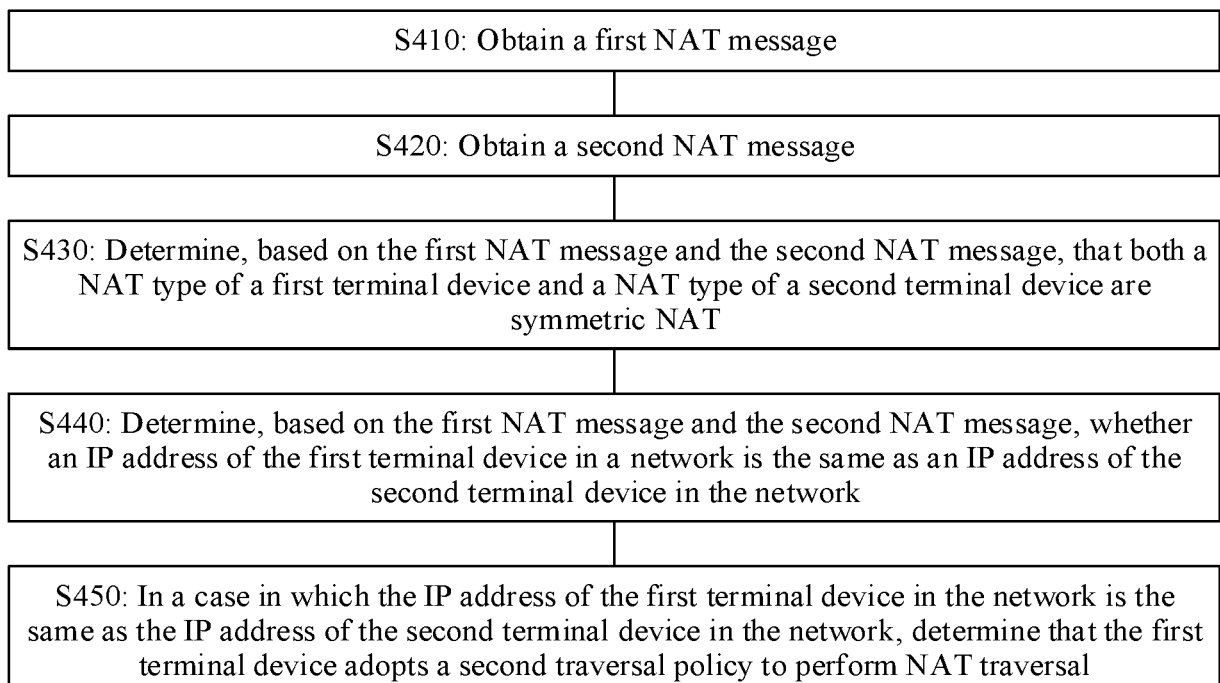 S410: Obtain a first NAT message
S420: Obtain a second NAT message
S430: Determine, based on the first NAT message and the second NAT message, that both a
NAT type of a first terminal device and a NAT type of a second terminal device are
symmetric NAT
S440: Determine, based on the first NAT message and the second NAT message, whether
an IP address of the first terminal device in a network is the same as an IP address of the
second terminal device in the network
S450: In a case in which the IP address of the first terminal device in the network is the
same as the IP address of the second terminal device in the network, determine that the first
terminal device adopts a second traversal policy to perform NAT traversal